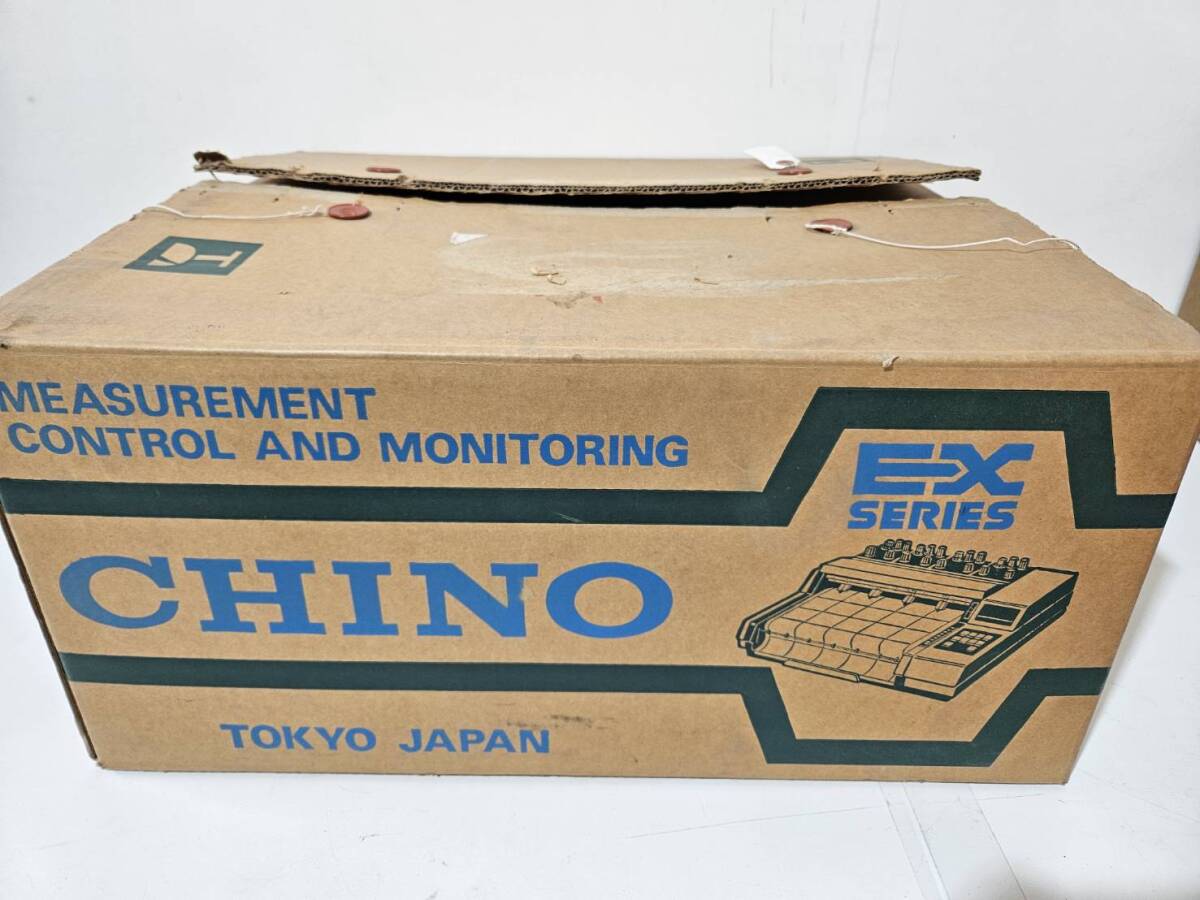 MEASUREMENT
CONTROL AND MONITORING
EX
SERIES
CHINO
TOKYO JAPAN